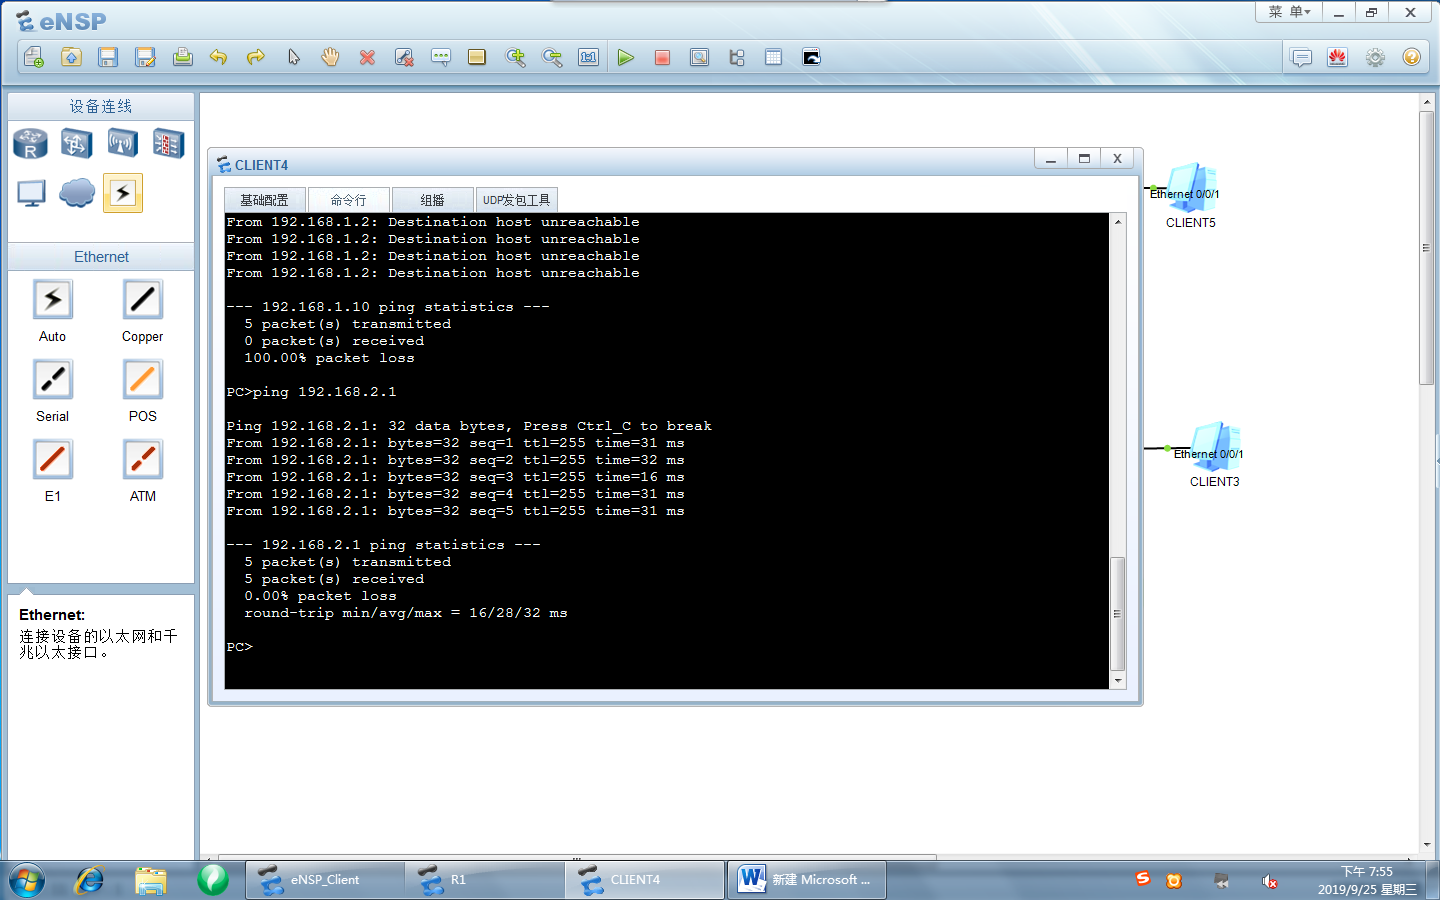 eNSP
菜 单
设备连线
Ethernet
Auto
Copper
Serial
POS
E1
ATM
Ethernet:
连接设备的以太网和千
兆以太接口。
CLIENT4
基础配置
命令行
组播
UDP发包工具
From 192.168.1.2: Destination host unreachable
From 192.168.1.2: Destination host unreachable
From 192.168.1.2: Destination host unreachable
From 192.168.1.2: Destination host unreachable
--- 192.168.1.10 ping statistics ---
5 packet(s) transmitted
0 packet(s) received
100.00% packet loss
PC>ping 192.168.2.1
Ping 192.168.2.1: 32 data bytes, Press Ctrl_C to break
From 192.168.2.1: bytes=32 seq=1 ttl=255 time=31 ms
From 192.168.2.1: bytes=32 seq=2 ttl=255 time=32 ms
From 192.168.2.1: bytes=32 seq=3 ttl=255 time=16 ms
From 192.168.2.1: bytes=32 seq=4 ttl=255 time=31 ms
From 192.168.2.1: bytes=32 seq=5 ttl=255 time=31 ms
--- 192.168.2.1 ping statistics ---
5 packet(s) transmitted
5 packet(s) received
0.00% packet loss
round-trip min/avg/max = 16/28/32 ms
PC>
Ethernet 0/0/1
CLIENT5
Ethernet 0/0/1
CLIENT3
eNSP_Client
R1
CLIENT4
新建 Microsoft ...
下午 7:55
2019/9/25 星期三